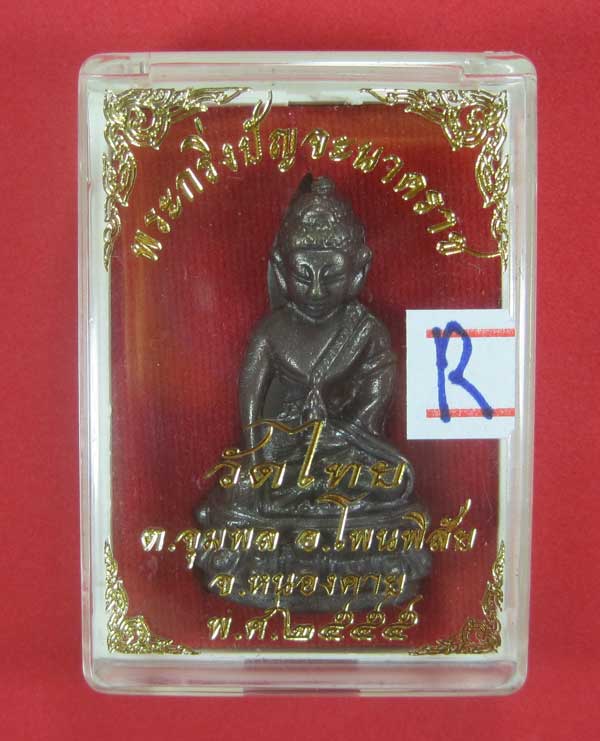 พระกริ่งปัญจะนาคราช
R
วัดไทย
ต.จุมพล อ.โพนพิสัย
จ.หนองคาย
พ.ศ.๒๕๕๕